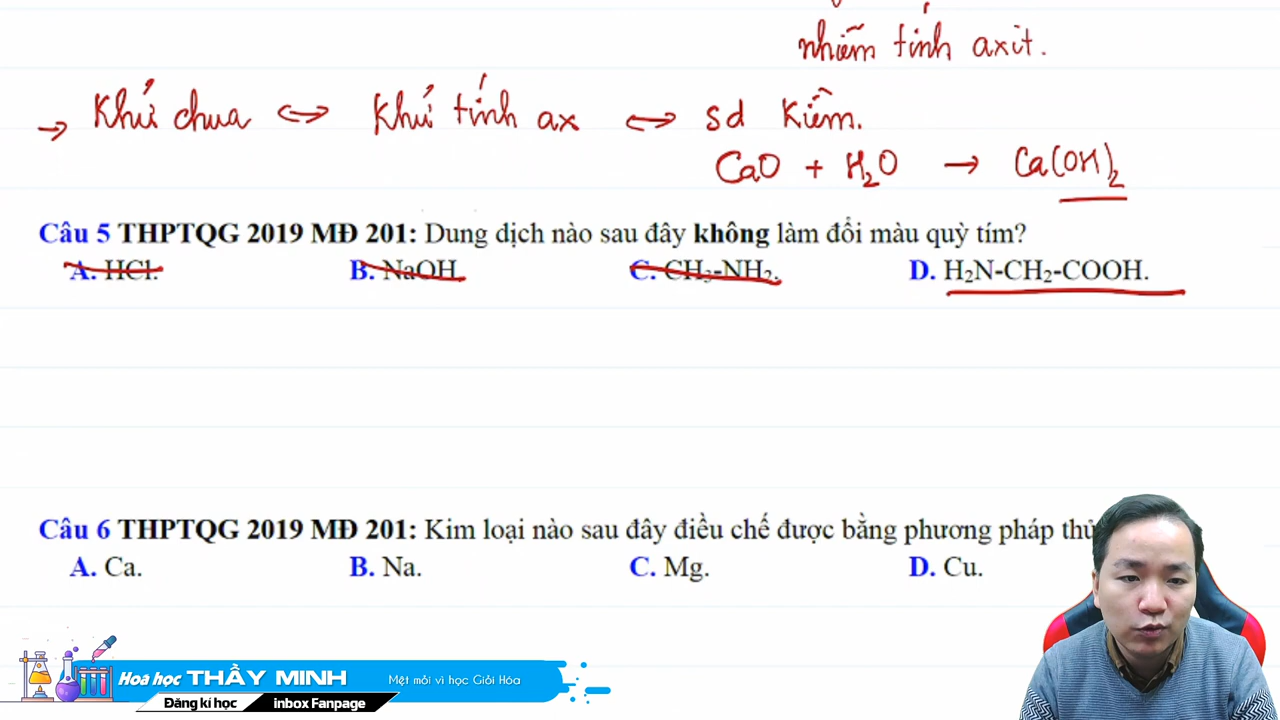 nhiễm tính axit.
→ Khử chua ⇔ Khử tính ax ⇔ sd Kiềm.
CaO + H₂O → Ca(OH)₂
Câu 5 THPTQG 2019 MĐ 201: Dung dịch nào sau đây không làm đổi màu quỳ tím?
A. HCl. B. NaOH. C. CH₃-NH₂. D. H₂N-CH₂-COOH.
Câu 6 THPTQG 2019 MĐ 201: Kim loại nào sau đây điều chế được bằng phương pháp thủ
A. Ca. B. Na. C. Mg. D. Cu.
Hoá học THẦY MINH Mệt mỏi vì học Giỏi Hóa
Đăng kí học inbox Fanpage